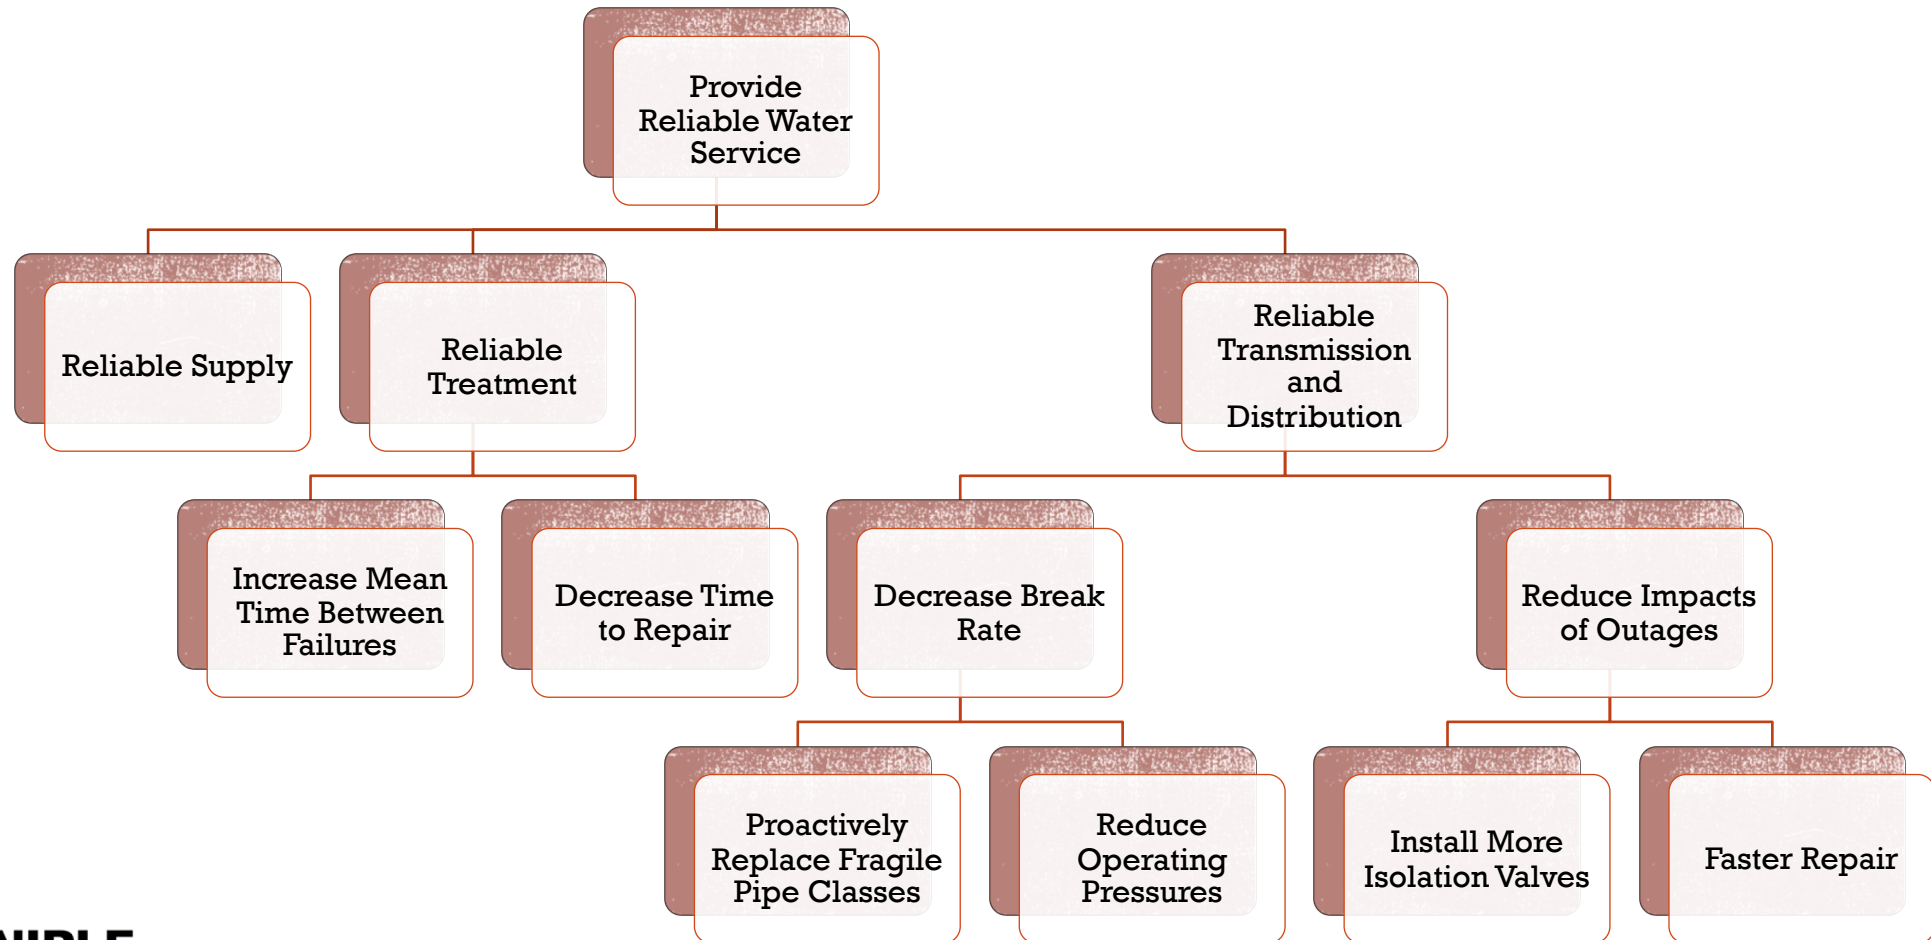 Provide
Reliable Water
Service
Reliable Supply
Reliable
Treatment
Reliable
Transmission
and
Distribution
Increase Mean
Time Between
Failures
Decrease Time
to Repair
Decrease Break
Rate
Reduce Impacts
of Outages
Proactively
Replace Fragile
Pipe Classes
Reduce
Operating
Pressures
Install More
Isolation Valves
Faster Repair